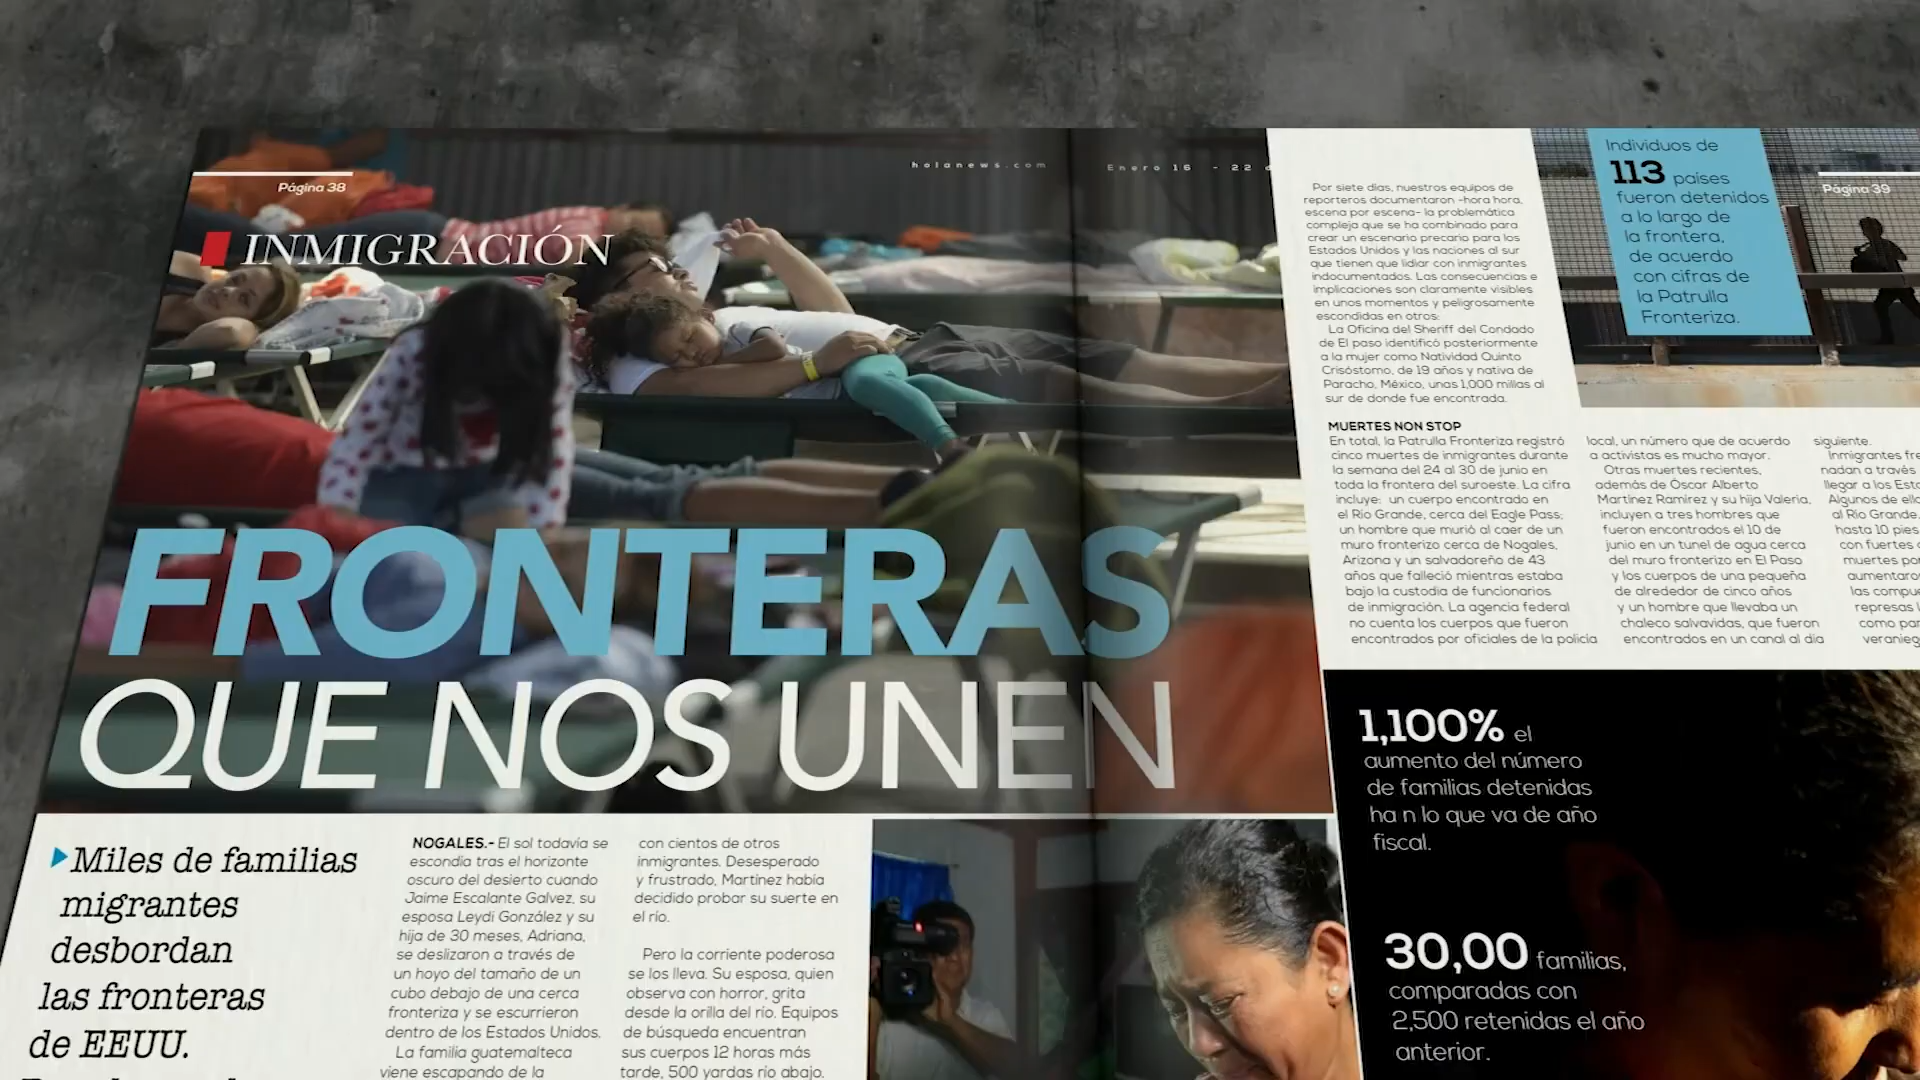 holanews.com
Enero 16 - 22
Página 38
INMIGRACIÓN
FRONTERAS
QUE NOS UNEN
Miles de familias
migrantes
desbordan
las fronteras
de EEUU.
NOGALES.- El sol todavía se
escondía tras el horizonte
oscuro del desierto cuando
Jaime Escalante Galvez, su
esposa Leydi González y su
hija de 30 meses, Adriana,
se deslizaron a través de
un hoyo del tamaño de un
cubo debajo de una cerca
fronteriza y se escurrieron
dentro de los Estados Unidos.
La familia guatemalteca
viene escapando de la
con cientos de otros
inmigrantes. Desesperado
y frustrado, Martínez había
decidido probar su suerte en
el río.
Pero la corriente poderosa
se los lleva. Su esposa, quien
observa con horror, grita
desde la orilla del río. Equipos
de búsqueda encuentran
sus cuerpos 12 horas más
tarde, 500 yardas río abajo.
Por siete días, nuestros equipos de
reporteros documentaron -hora hora,
escena por escena- la problemática
compleja que se ha combinado para
crear un escenario precario para los
Estados Unidos y las naciones al sur
que tienen que lidiar con inmigrantes
indocumentados. Las consecuencias e
implicaciones son claramente visibles
en unos momentos y peligrosamente
escondidas en otros:
La Oficina del Sheriff del Condado
de El paso identificó posteriormente
a la mujer como Natividad Quinto
Crisóstomo, de 19 años y nativa de
Paracho, México, unas 1,000 millas al
sur de donde fue encontrada.
MUERTES NON STOP
En total, la Patrulla Fronteriza registró
cinco muertes de inmigrantes durante
la semana del 24 al 30 de junio en
toda la frontera del suroeste. La cifra
incluye: un cuerpo encontrado en
el Río Grande, cerca del Eagle Pass;
un hombre que murió al caer de un
muro fronterizo cerca de Nogales,
Arizona y un salvadoreño de 43
años que falleció mientras estaba
bajo la custodia de funcionarios
de inmigración. La agencia federal
no cuenta los cuerpos que fueron
encontrados por oficiales de la policía
local, un número que de acuerdo
a activistas es mucho mayor.
Otras muertes recientes,
además de Óscar Alberto
Martínez Ramírez y su hija Valeria,
incluyen a tres hombres que
fueron encontrados el 10 de
junio en un tunel de agua cerca
del muro fronterizo en El Paso
y los cuerpos de una pequeña
de alrededor de cinco años
y un hombre que llevaba un
chaleco salvavidas, que fueron
encontrados en un canal al día
siguiente.
Inmigrantes
nadan a través
llegar a los
Algunos de
al Río Grande,
hasta 10 pies
con fuertes
muertes por
las
represas
como
Individuos de
113 países
fueron detenidos
a lo largo de
la frontera,
de acuerdo
con cifras de
la Patrulla
Fronteriza.
Página 39
1,100% el
aumento del número
de familias detenidas
ha n lo que va de año
fiscal.
30,00 familias,
comparadas con
2,500 retenidas el año
anterior.